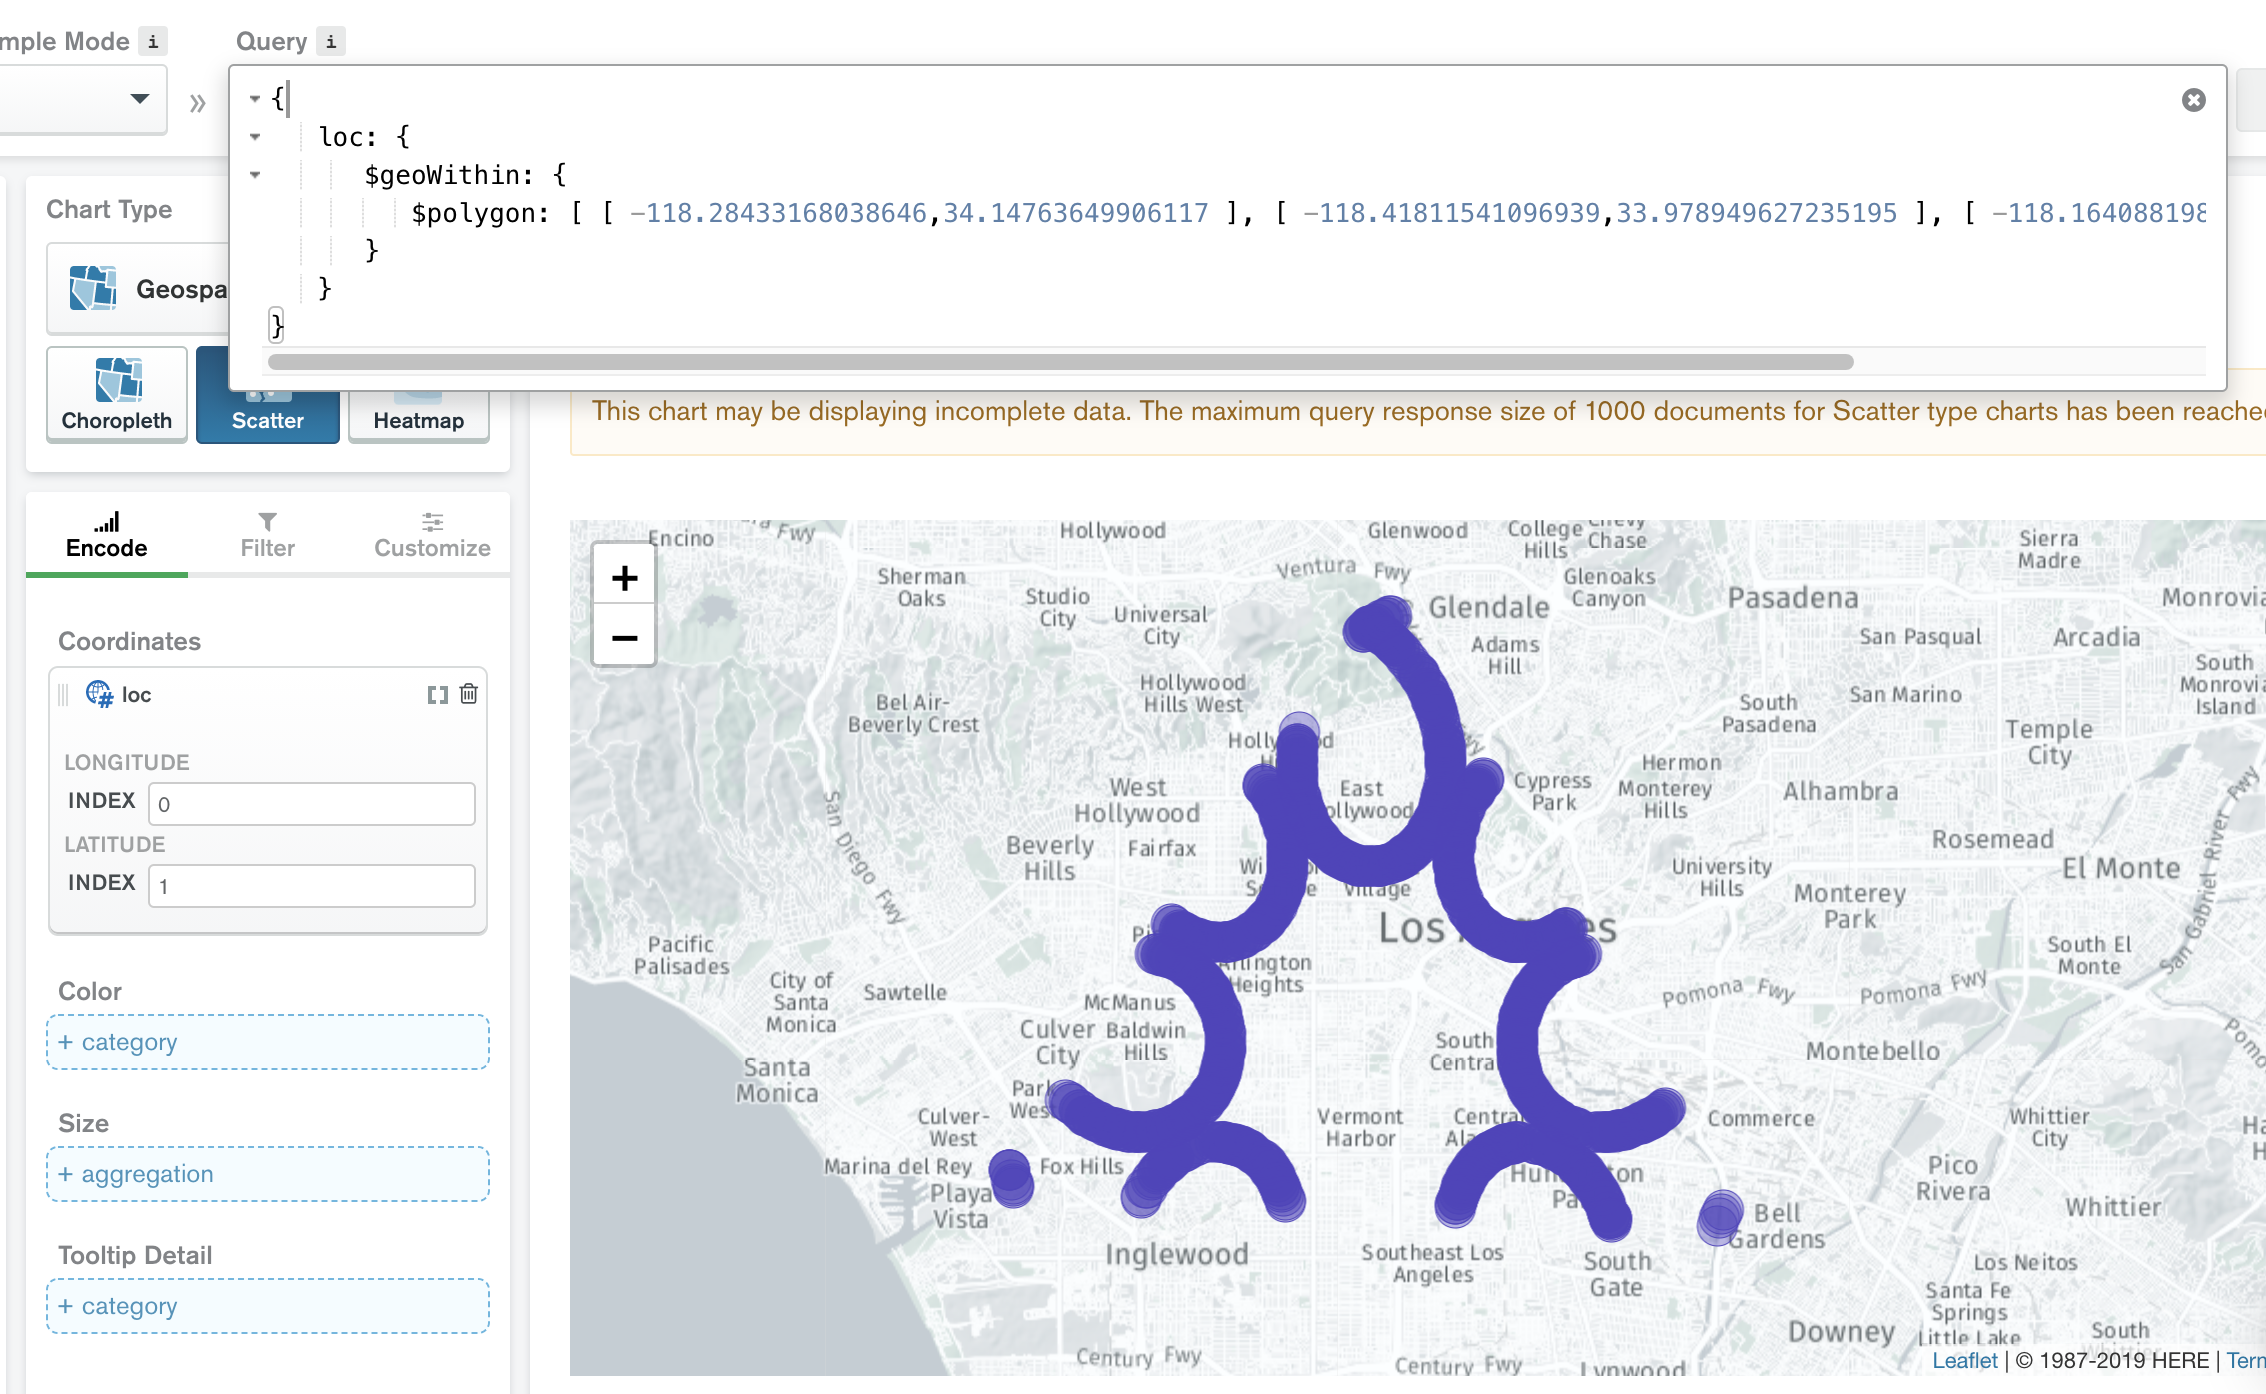 mple Mode i
Query i
{
loc: {
$geoWithin: {
$polygon: [ [ -118.28433168038646,34.14763649906117 ], [ -118.41811541096939,33.978949627235195 ], [ -118.164088198
}
}
}
Chart Type
Geospa
Choropleth
Scatter
Heatmap
This chart may be displaying incomplete data. The maximum query response size of 1000 documents for Scatter type charts has been reache
Encode
Filter
Customize
Coordinates
loc
LONGITUDE
INDEX 0
LATITUDE
INDEX 1
Color
+ category
Size
+ aggregation
Tooltip Detail
+ category
+
−
Encino
Fwy
Hollywood
Glenwood
College
Hills
Chevy
Chase
Sierra
Madre
Sherman
Oaks
Ventura Fwy
Glenoaks
Canyon
Studio
City
Universal
City
Glendale
Pasadena
Monrovia
Adams
Hill
San Pasqual
Arcadia
Hollywood
Hills West
South
Monrovia
Island
Bel Air-
Beverly Crest
South
Pasadena
San Marino
Temple
City
Hermon
Monterey
Hills
West
Hollywood
East
ollywood
Cypress
Park
Alhambra
San Diego Fwy
Beverly
Hills
Fairfax
Rosemead
El Monte
San Gabriel River Fwy
University
Hills
Village
Monterey
Park
Los
es
Pacific
Palisades
South El
Monte
City of
Santa
Monica
Sawtelle
Arlington
Heights
Pomona Fwy
Pomona Fwy
McManus
Culver
City
Baldwin
Hills
South
Centra
Montebello
Santa
Monica
Park
Wes
Culver-
West
Vermont
Harbor
Centra
Commerce
Whittier
City
Marina del Rey
Fox Hills
Playa
Vista
Pico
Rivera
Whittier
Bell
Gardens
Inglewood
Southeast Los
Angeles
South
Gate
Los Neitos
Santa Fe
Springs
Downey
Little Lake
South
Century Fwy
Century Fwy
Lynwood
Leaflet | © 1987-2019 HERE | Tern